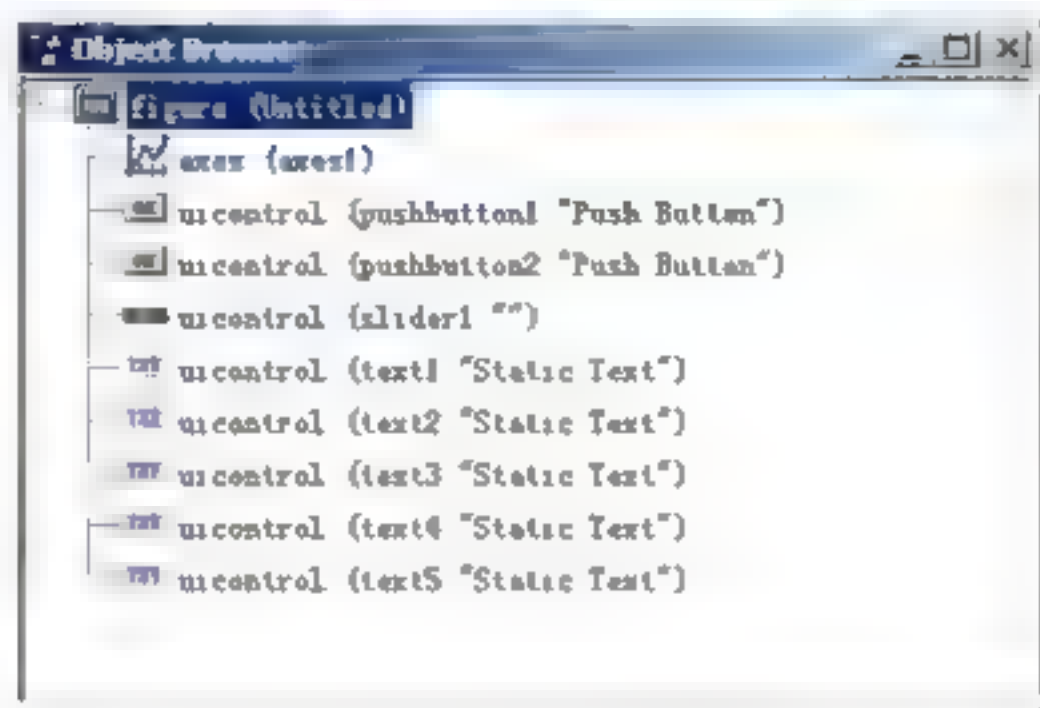 Object Browser
figure (Untitled)
axes (axes1)
uicontrol (pushbutton1 "Push Button")
uicontrol (pushbutton2 "Push Button")
uicontrol (slider1 "")
uicontrol (text1 "Static Text")
uicontrol (text2 "Static Text")
uicontrol (text3 "Static Text")
uicontrol (text4 "Static Text")
uicontrol (text5 "Static Text")